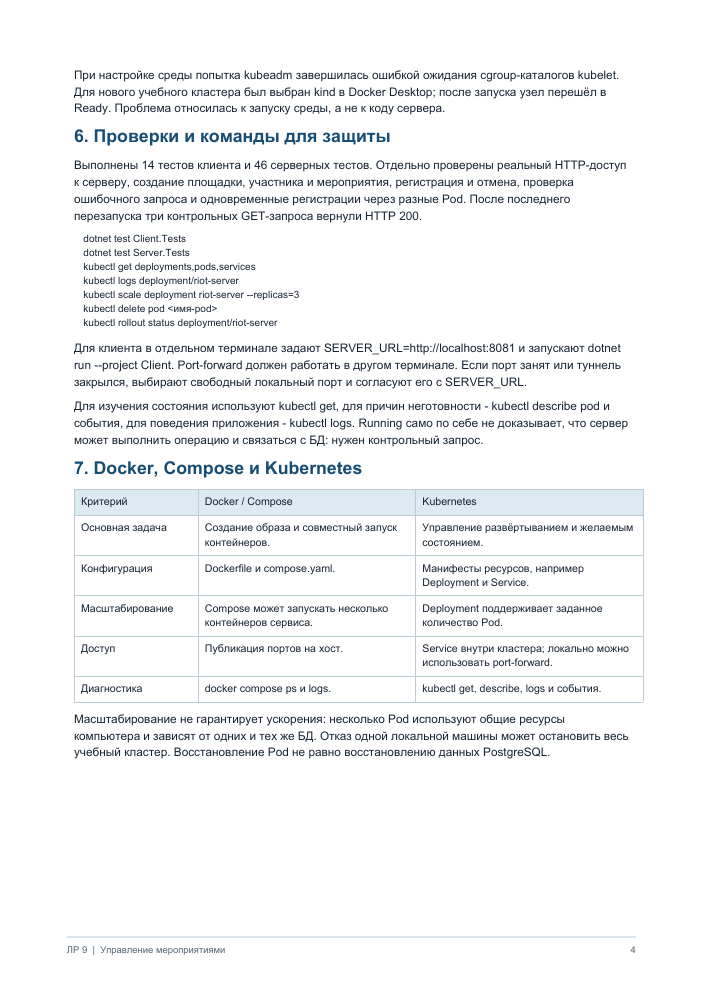 При настройке среды попытка kubeadm завершилась ошибкой ожидания cgroup-каталогов kubelet.
Для нового учебного кластера был выбран kind в Docker Desktop; после запуска узел перешёл в
Ready. Проблема относилась к запуску среды, а не к коду сервера.
6. Проверки и команды для защиты
Выполнены 14 тестов клиента и 46 серверных тестов. Отдельно проверены реальный HTTP-доступ
к серверу, создание площадки, участника и мероприятия, регистрация и отмена, проверка
ошибочного запроса и одновременные регистрации через разные Pod. После последнего
перезапуска три контрольных GET-запроса вернули HTTP 200.
dotnet test Client.Tests
dotnet test Server.Tests
kubectl get deployments,pods,services
kubectl logs deployment/riot-server
kubectl scale deployment riot-server --replicas=3
kubectl delete pod <имя-pod>
kubectl rollout status deployment/riot-server
Для клиента в отдельном терминале задают SERVER_URL=http://localhost:8081 и запускают dotnet
run --project Client. Port-forward должен работать в другом терминале. Если порт занят или туннель
закрылся, выбирают свободный локальный порт и согласуют его с SERVER_URL.
Для изучения состояния используют kubectl get, для причин неготовности - kubectl describe pod и
события, для поведения приложения - kubectl logs. Running само по себе не доказывает, что сервер
может выполнить операцию и связаться с БД: нужен контрольный запрос.
7. Docker, Compose и Kubernetes
Критерий Docker / Compose Kubernetes
Основная задача Создание образа и совместный запуск Управление развёртыванием и желаемым
контейнеров. состоянием.
Конфигурация Dockerfile и compose.yaml. Манифесты ресурсов, например
Deployment и Service.
Масштабирование Compose может запускать несколько Deployment поддерживает заданное
контейнеров сервиса. количество Pod.
Доступ Публикация портов на хост. Service внутри кластера; локально можно
использовать port-forward.
Диагностика docker compose ps и logs. kubectl get, describe, logs и события.
Масштабирование не гарантирует ускорения: несколько Pod используют общие ресурсы
компьютера и зависят от одних и тех же БД. Отказ одной локальной машины может остановить весь
учебный кластер. Восстановление Pod не равно восстановлению данных PostgreSQL.
ЛР 9 | Управление мероприятиями 4